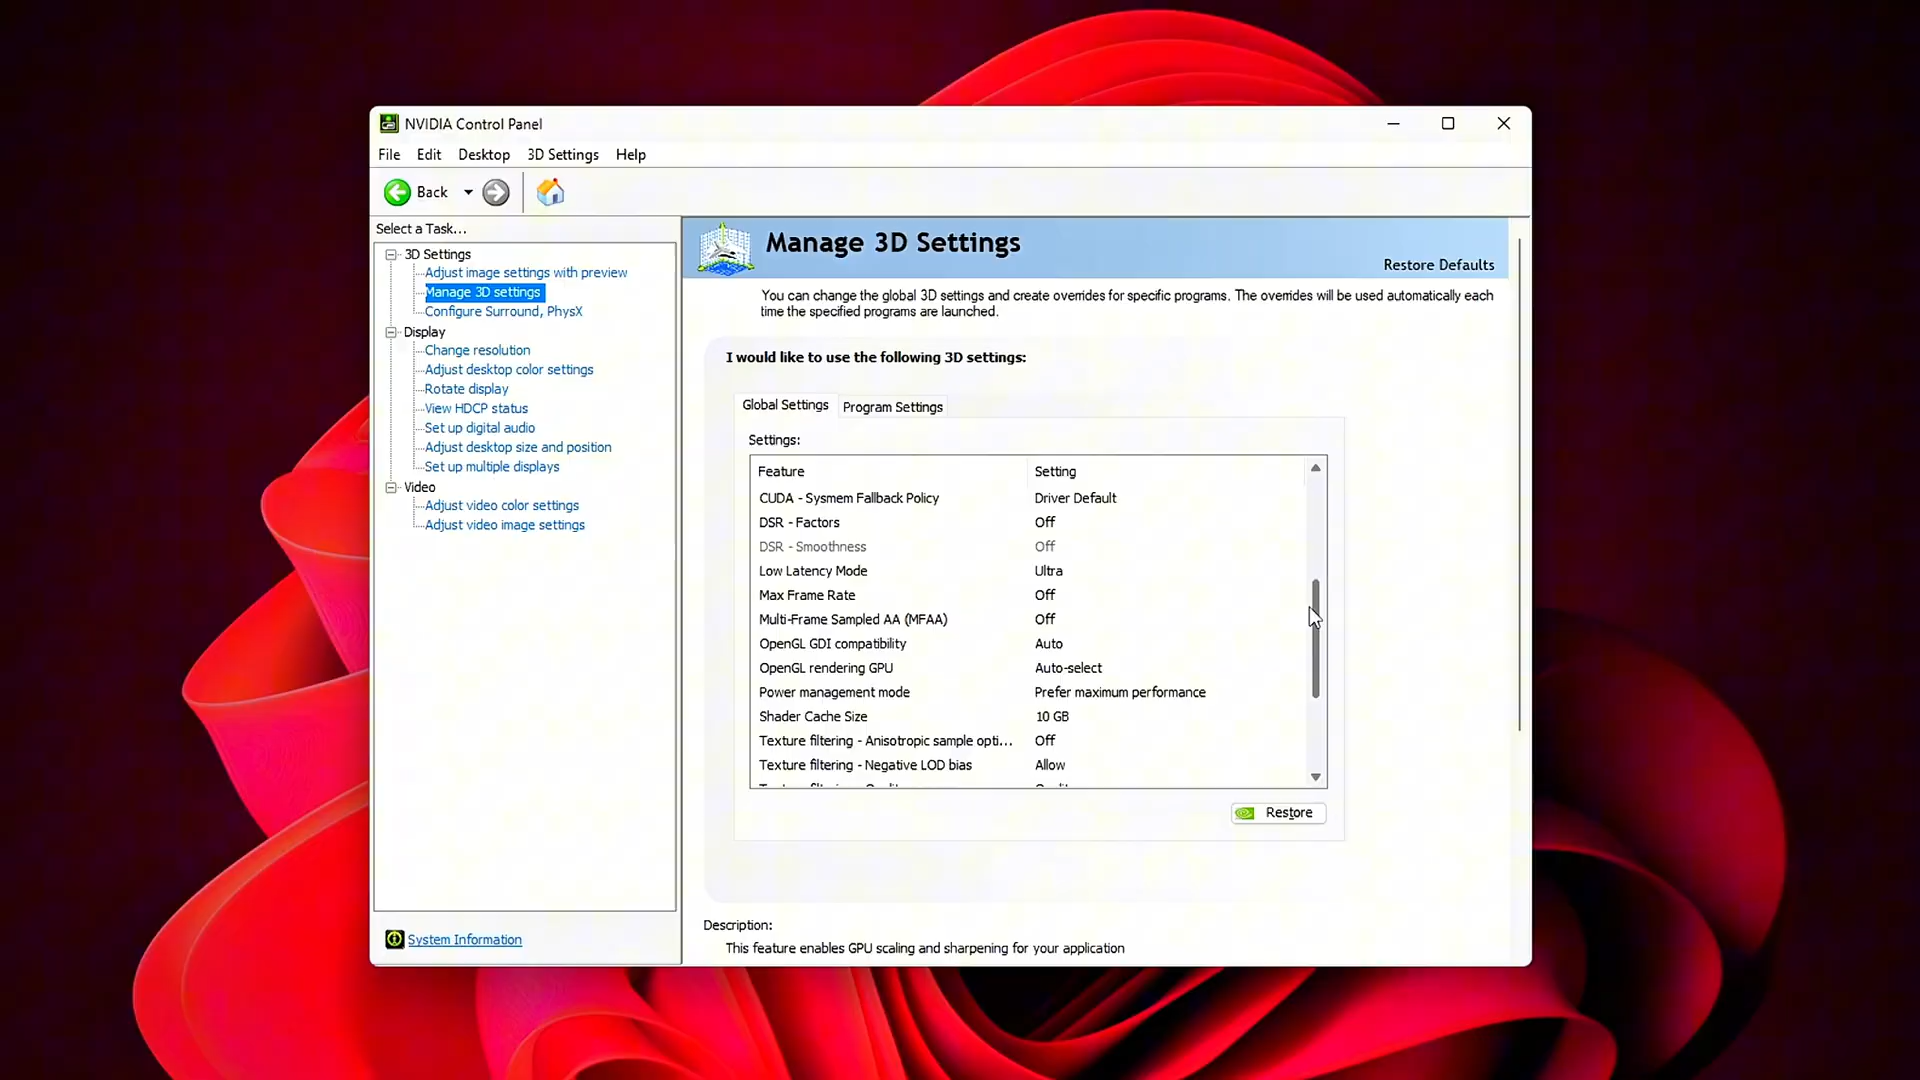 NVIDIA Control Panel
File Edit Desktop 3D Settings Help
Back
Select a Task...
3D Settings
Adjust image settings with preview
Manage 3D settings
Configure Surround, PhysX
Display
Change resolution
Adjust desktop color settings
Rotate display
View HDCP status
Set up digital audio
Adjust desktop size and position
Set up multiple displays
Video
Adjust video color settings
Adjust video image settings
System Information
Manage 3D Settings
Restore Defaults
You can change the global 3D settings and create overrides for specific programs. The overrides will be used automatically each
time the specified programs are launched.
I would like to use the following 3D settings:
Global Settings Program Settings
Settings:
Feature Setting
CUDA - Sysmem Fallback Policy Driver Default
DSR - Factors Off
DSR - Smoothness Off
Low Latency Mode Ultra
Max Frame Rate Off
Multi-Frame Sampled AA (MFAA) Off
OpenGL GDI compatibility Auto
OpenGL rendering GPU Auto-select
Power management mode Prefer maximum performance
Shader Cache Size 10 GB
Texture filtering - Anisotropic sample opti... Off
Texture filtering - Negative LOD bias Allow
Restore
Description:
This feature enables GPU scaling and sharpening for your application